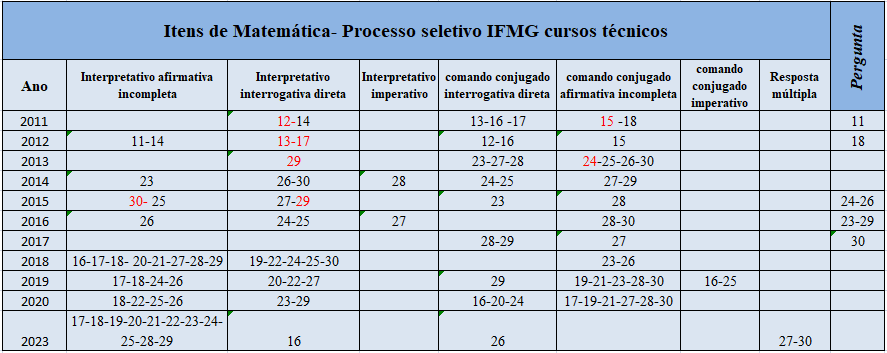 Itens de Matemática- Processo seletivo IFMG cursos técnicos
Pergunta
Ano Interpretativo afirmativa incompleta Interpretativo interrogativa direta Interpretativo imperativo comando conjugado interrogativa direta comando conjugado afirmativa incompleta comando conjugado imperativo Resposta múltipla
2011 12-14 13-16 -17 15 -18 11
2012 11-14 13-17 12-16 15 18
2013 29 23-27-28 24-25-26-30
2014 23 26-30 28 24-25 27-29
2015 30- 25 27-29 23 28 24-26
2016 26 24-25 27 28-30 23-29
2017 28-29 27 30
2018 16-17-18- 20-21-27-28-29 19-22-24-25-30 23-26
2019 17-18-24-26 20-22-27 29 19-21-23-28-30 16-25
2020 18-22-25-26 23-29 16-20-24 17-19-21-27-28-30
17-18-19-20-21-22-23-24-
2023 25-28-29 16 26 27-30